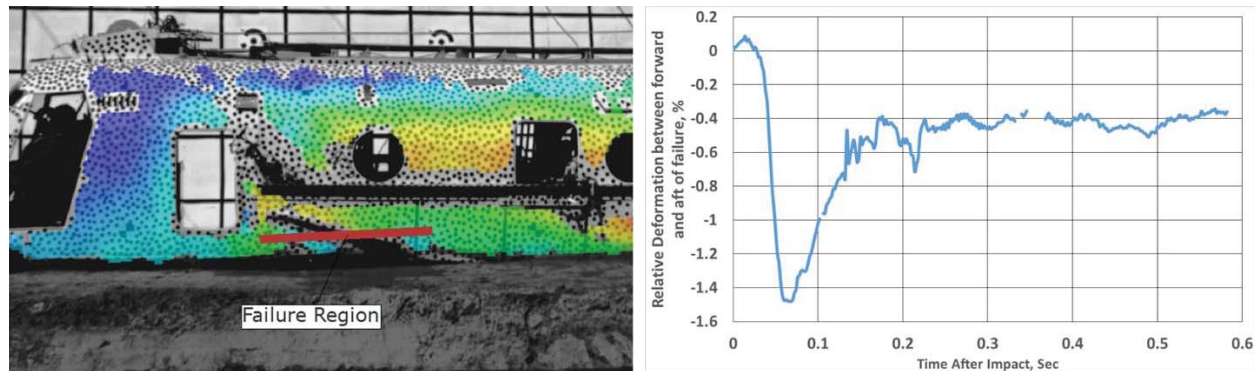 Failure Region
Relative Deformation between forward
and aft of failure, %
0.2
0
-0.2
-0.4
-0.6
-0.8
-1
-1.2
-1.4
-1.6
0 0.1 0.2 0.3 0.4 0.5 0.6
Time After Impact, Sec